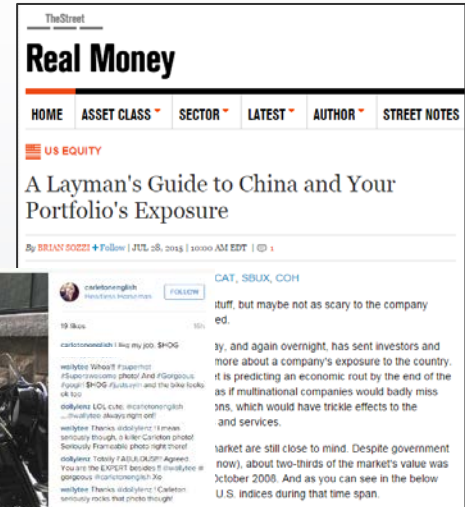 TheStreet
Real Money
HOME ASSET CLASS SECTOR LATEST AUTHOR STREET NOTES
US EQUITY
A Layman's Guide to China and Your
Portfolio's Exposure
By BRIAN SOZZI + Follow | JUL 28, 2015 | 10:00 AM EDT | 1
CAT, SBUX, COH
stuff, but maybe not as scary to the company
ed.
ay, and again overnight, has sent investors and
more about a company's exposure to the country.
et is predicting an economic rout by the end of the
as if multinational companies would badly miss
ons, which would have trickle effects to the
and services.
arket are still close to mind. Despite government
now), about two-thirds of the market's value was
October 2008. And as you can see in the below
U.S. indices during that time span.
carletonenglish
Headless Horseman
FOLLOW
19 likes
carletonenglish I like my job. $HOG
wallytee Whoa!!! #superhot
#Superawesome photo! And #Gorgeous
#gogirl $HOG #justsayin and the bike looks
ok too
dollylenz LOL cute. @carletonenglish
...@wallytee always right on!!
wallytee Thanks @dollylenz ! I mean
seriously though, a killer Carleton photo!
Seriously Frameable photo right there!
dollylenz Totally FABULOUS!!! Agreed.
You are the EXPERT besides !! @wallytee @
gorgeous @carletonenglish Xo
wallytee Thanks @dollylenz ! Carleton
seriously rocks that photo though!